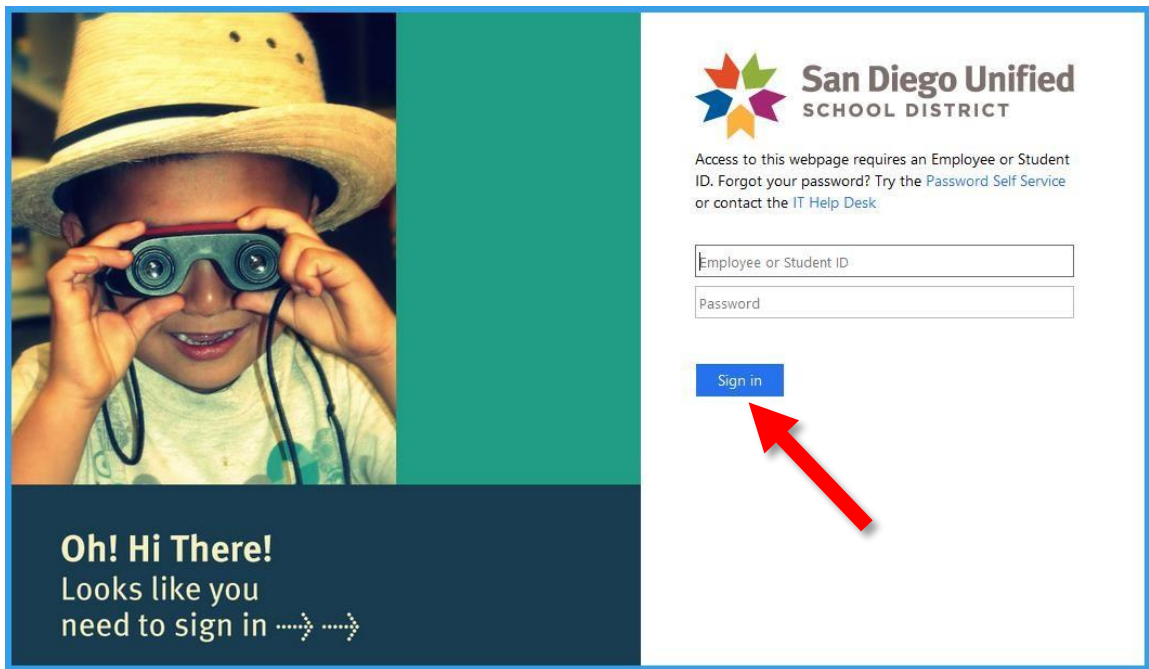 San Diego Unified
SCHOOL DISTRICT
Access to this webpage requires an Employee or Student
ID. Forgot your password? Try the Password Self Service
or contact the IT Help Desk
Employee or Student ID
Password
Sign in
Oh! Hi There!
Looks like you
need to sign in